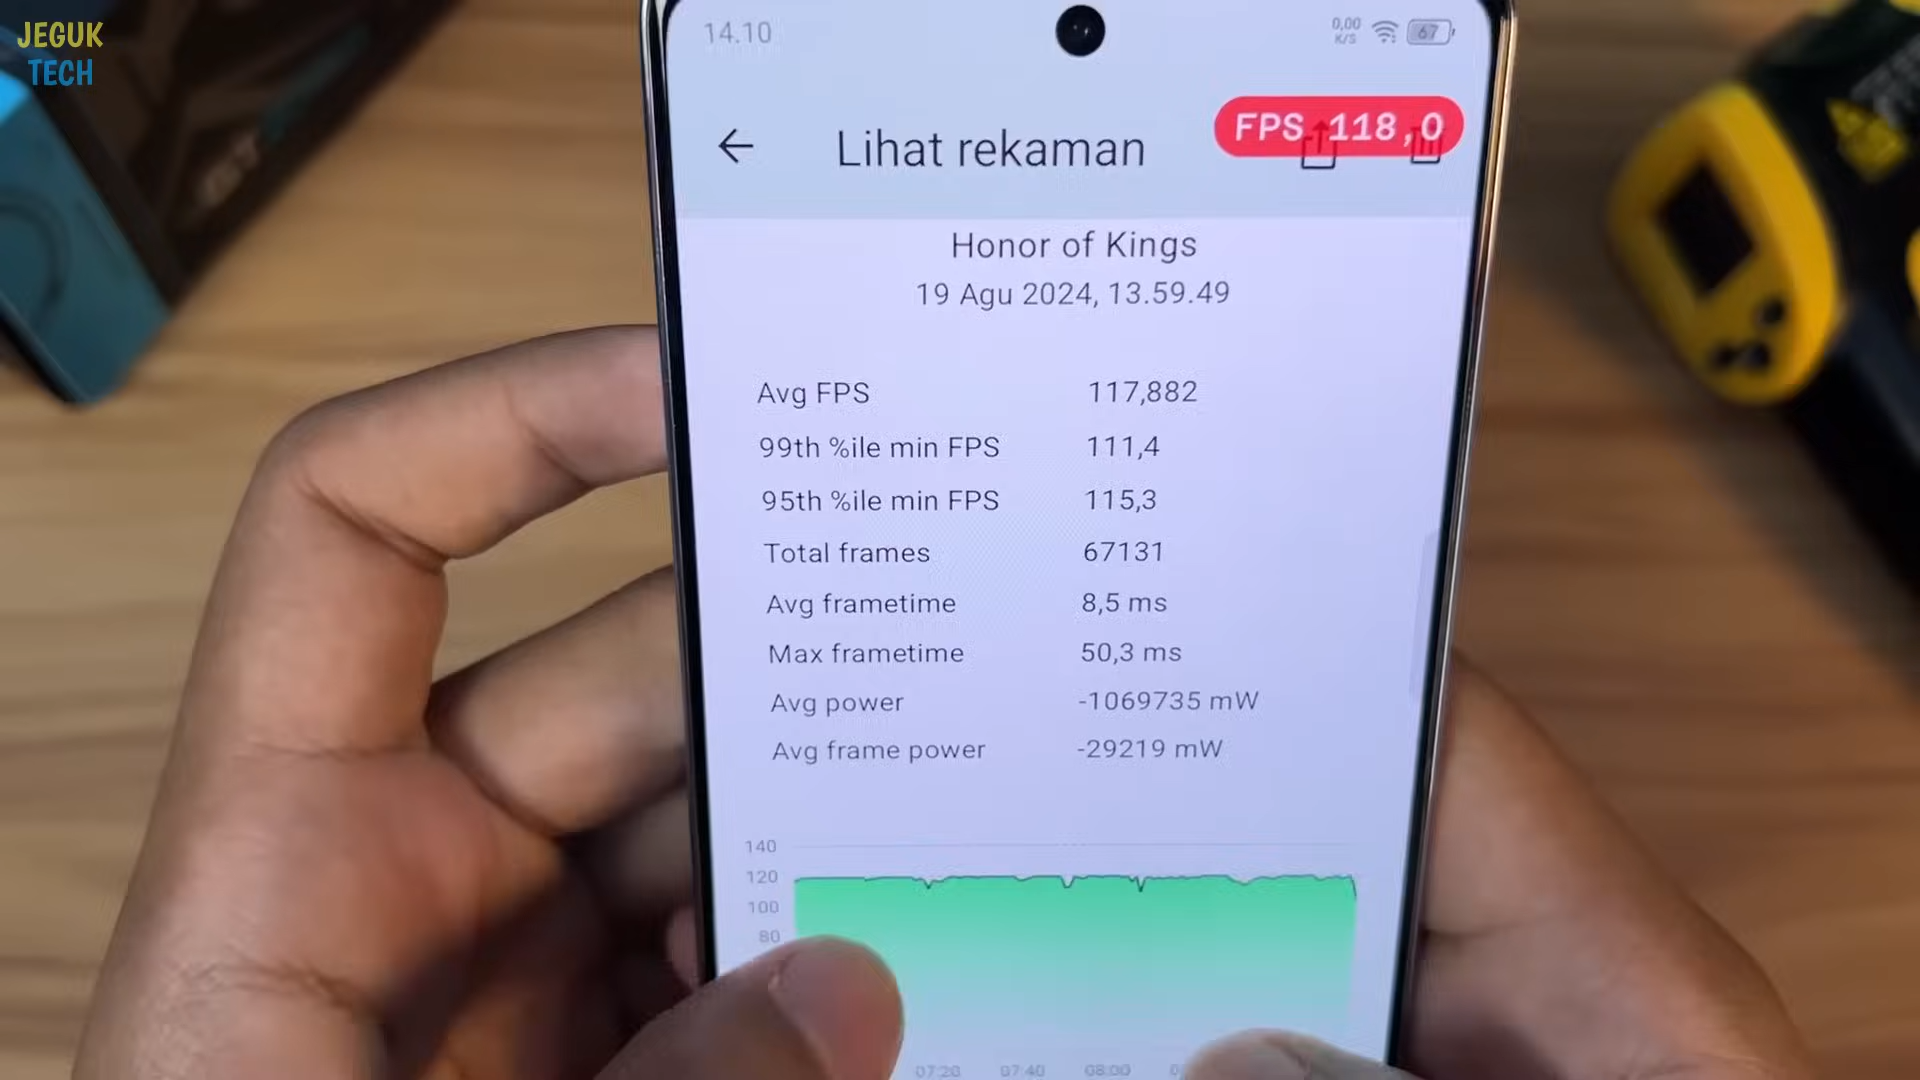 JEGUK
TECH
14.10
0,00
K/S
67
FPS 118,0
Lihat rekaman
Honor of Kings
19 Agu 2024, 13.59.49
Avg FPS 117,882
99th %ile min FPS 111,4
95th %ile min FPS 115,3
Total frames 67131
Avg frametime 8,5 ms
Max frametime 50,3 ms
Avg power -1069735 mW
Avg frame power -29219 mW
140
120
100
80
07:20 07:40 08:00